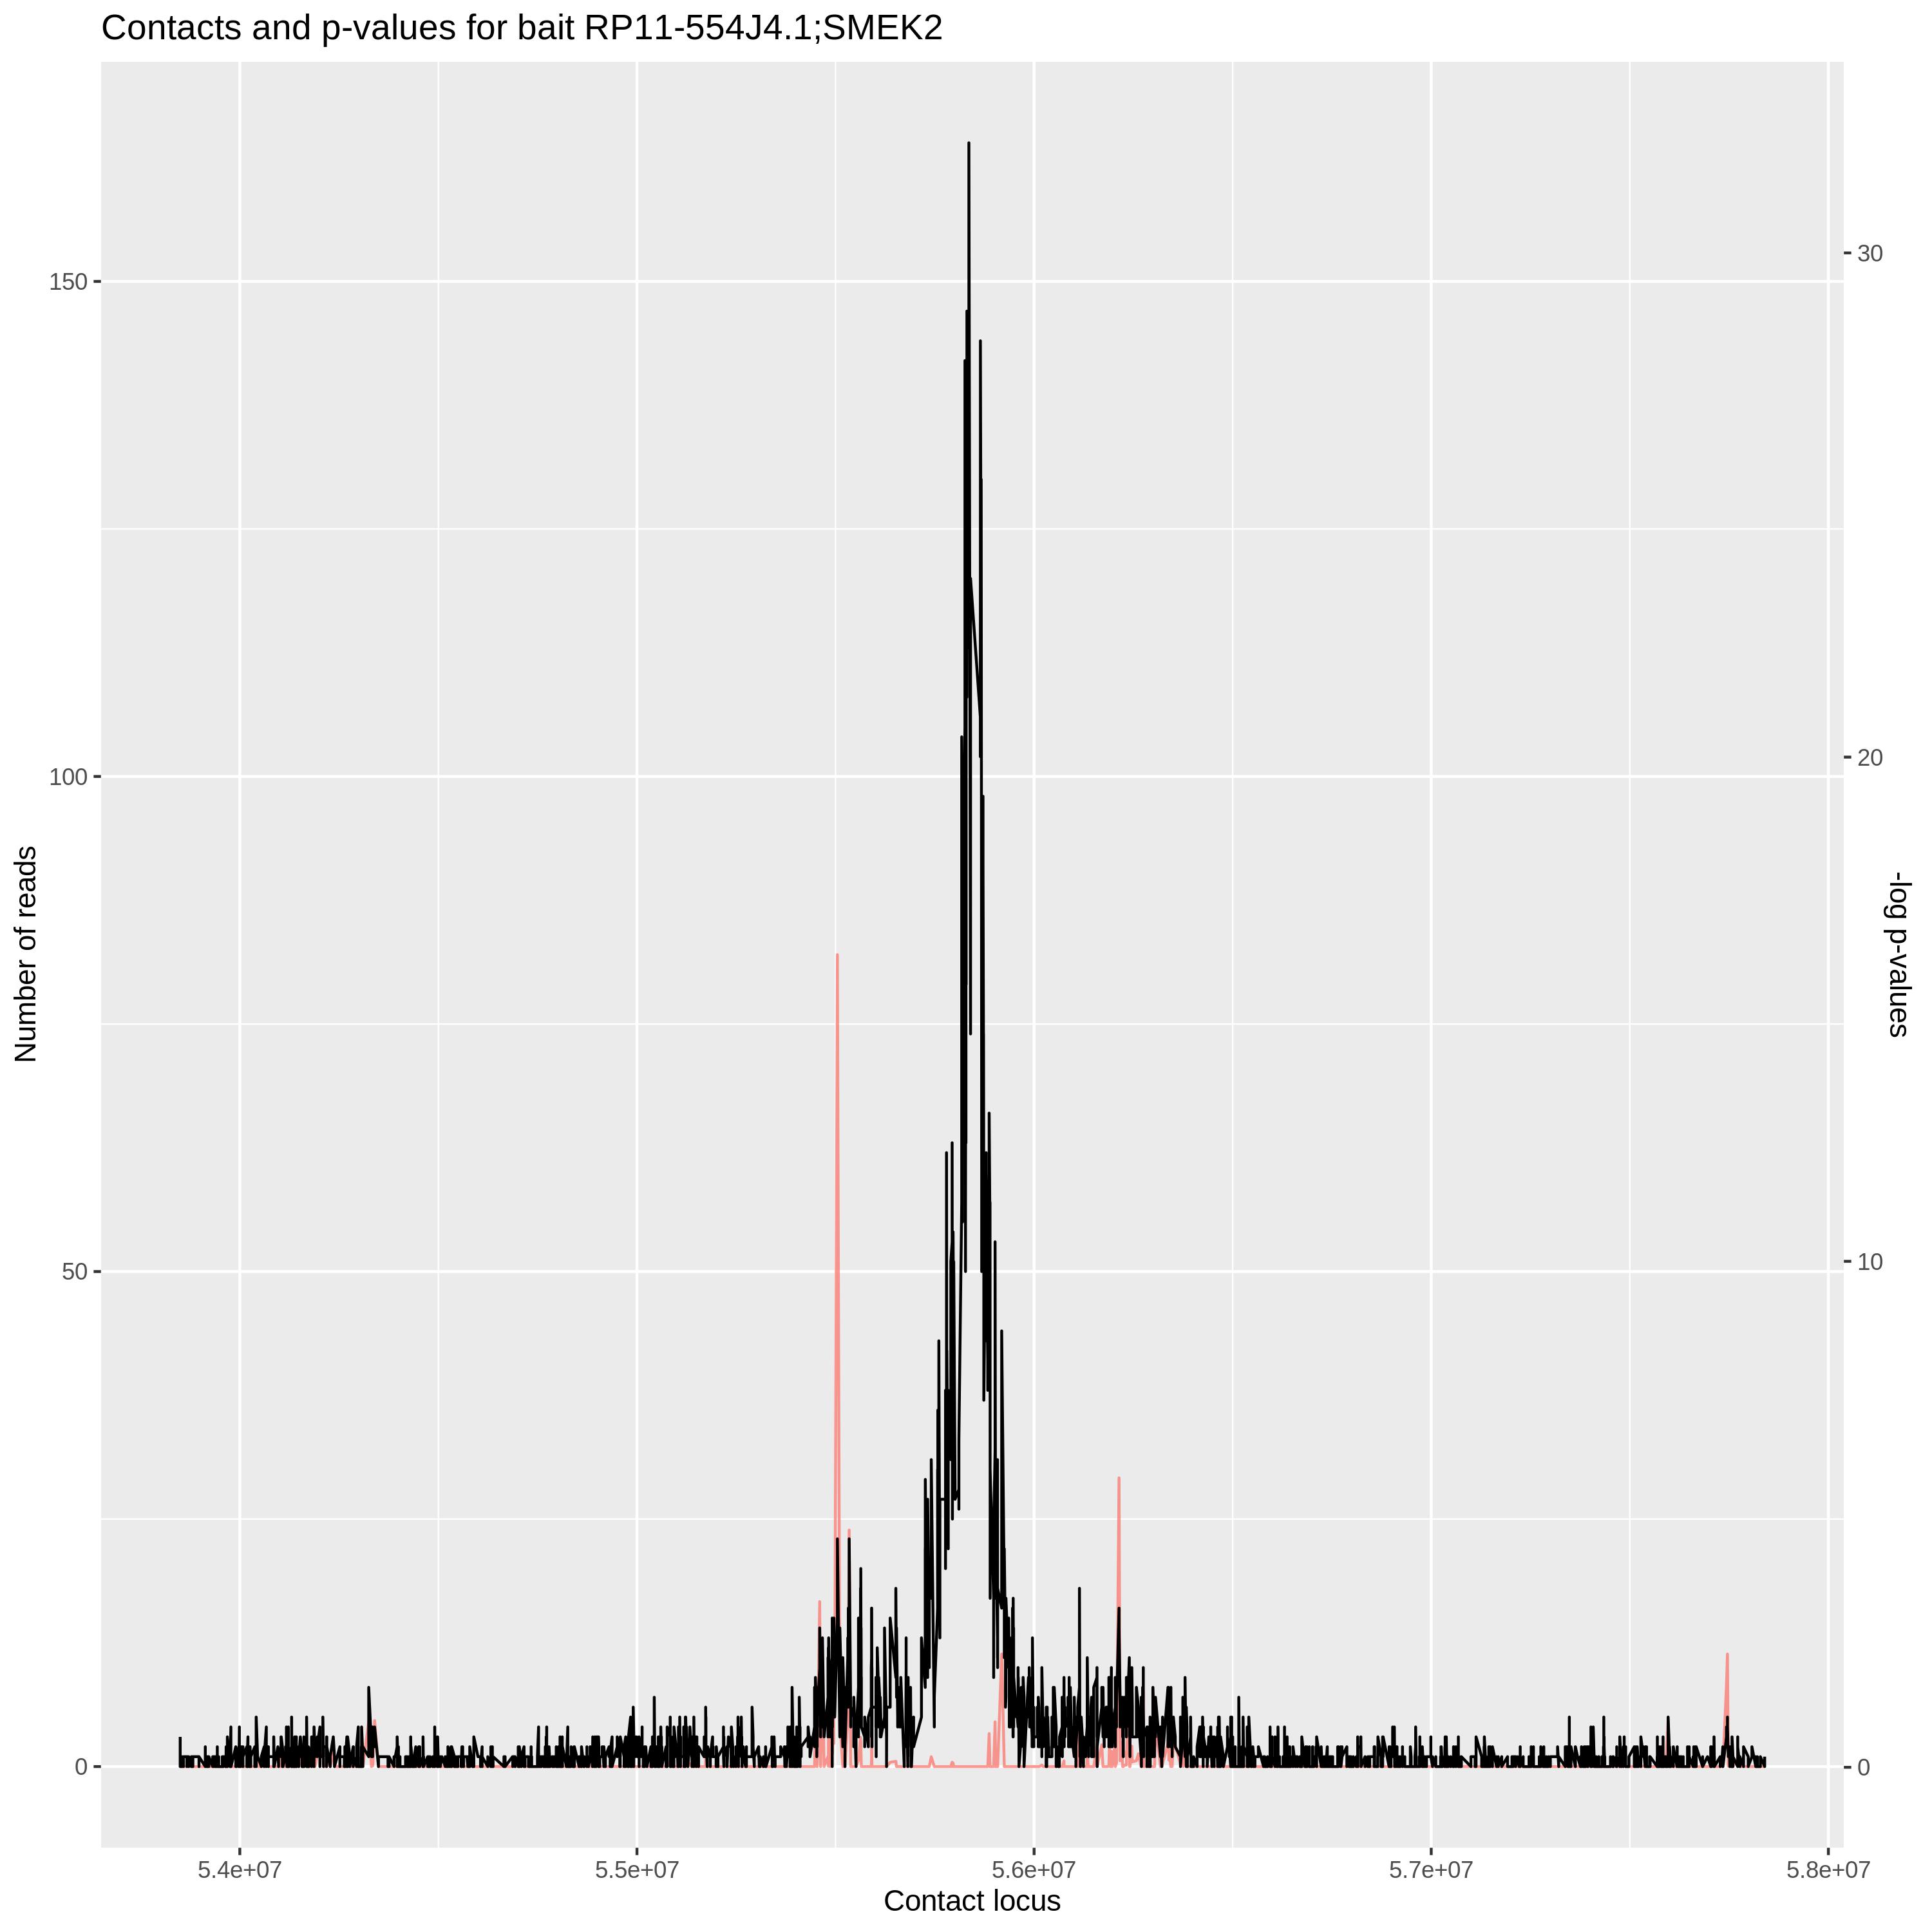 Contacts and p-values for bait RP11-554J4.1;SMEK2
150
100
50
0
Number of reads
30
20
10
0
-log p-values
5.4e+07
5.5e+07
5.6e+07
5.7e+07
5.8e+07
Contact locus